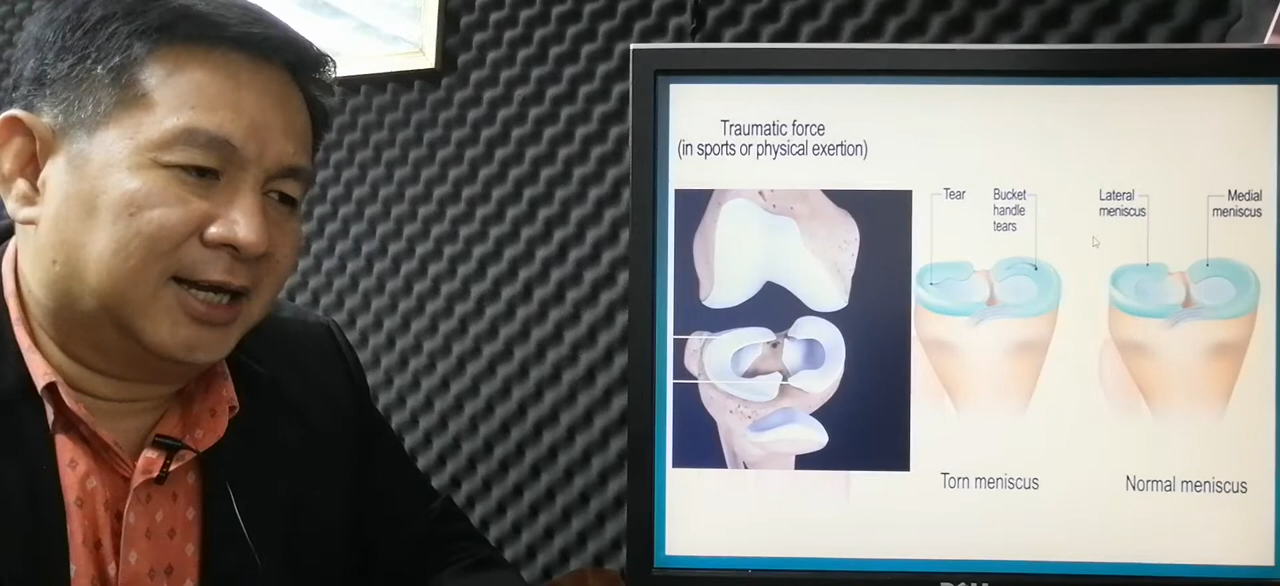 Traumatic force
(in sports or physical exertion)
Tear
Bucket
handle
tears
Lateral
meniscus
Medial
meniscus
Torn meniscus
Normal meniscus